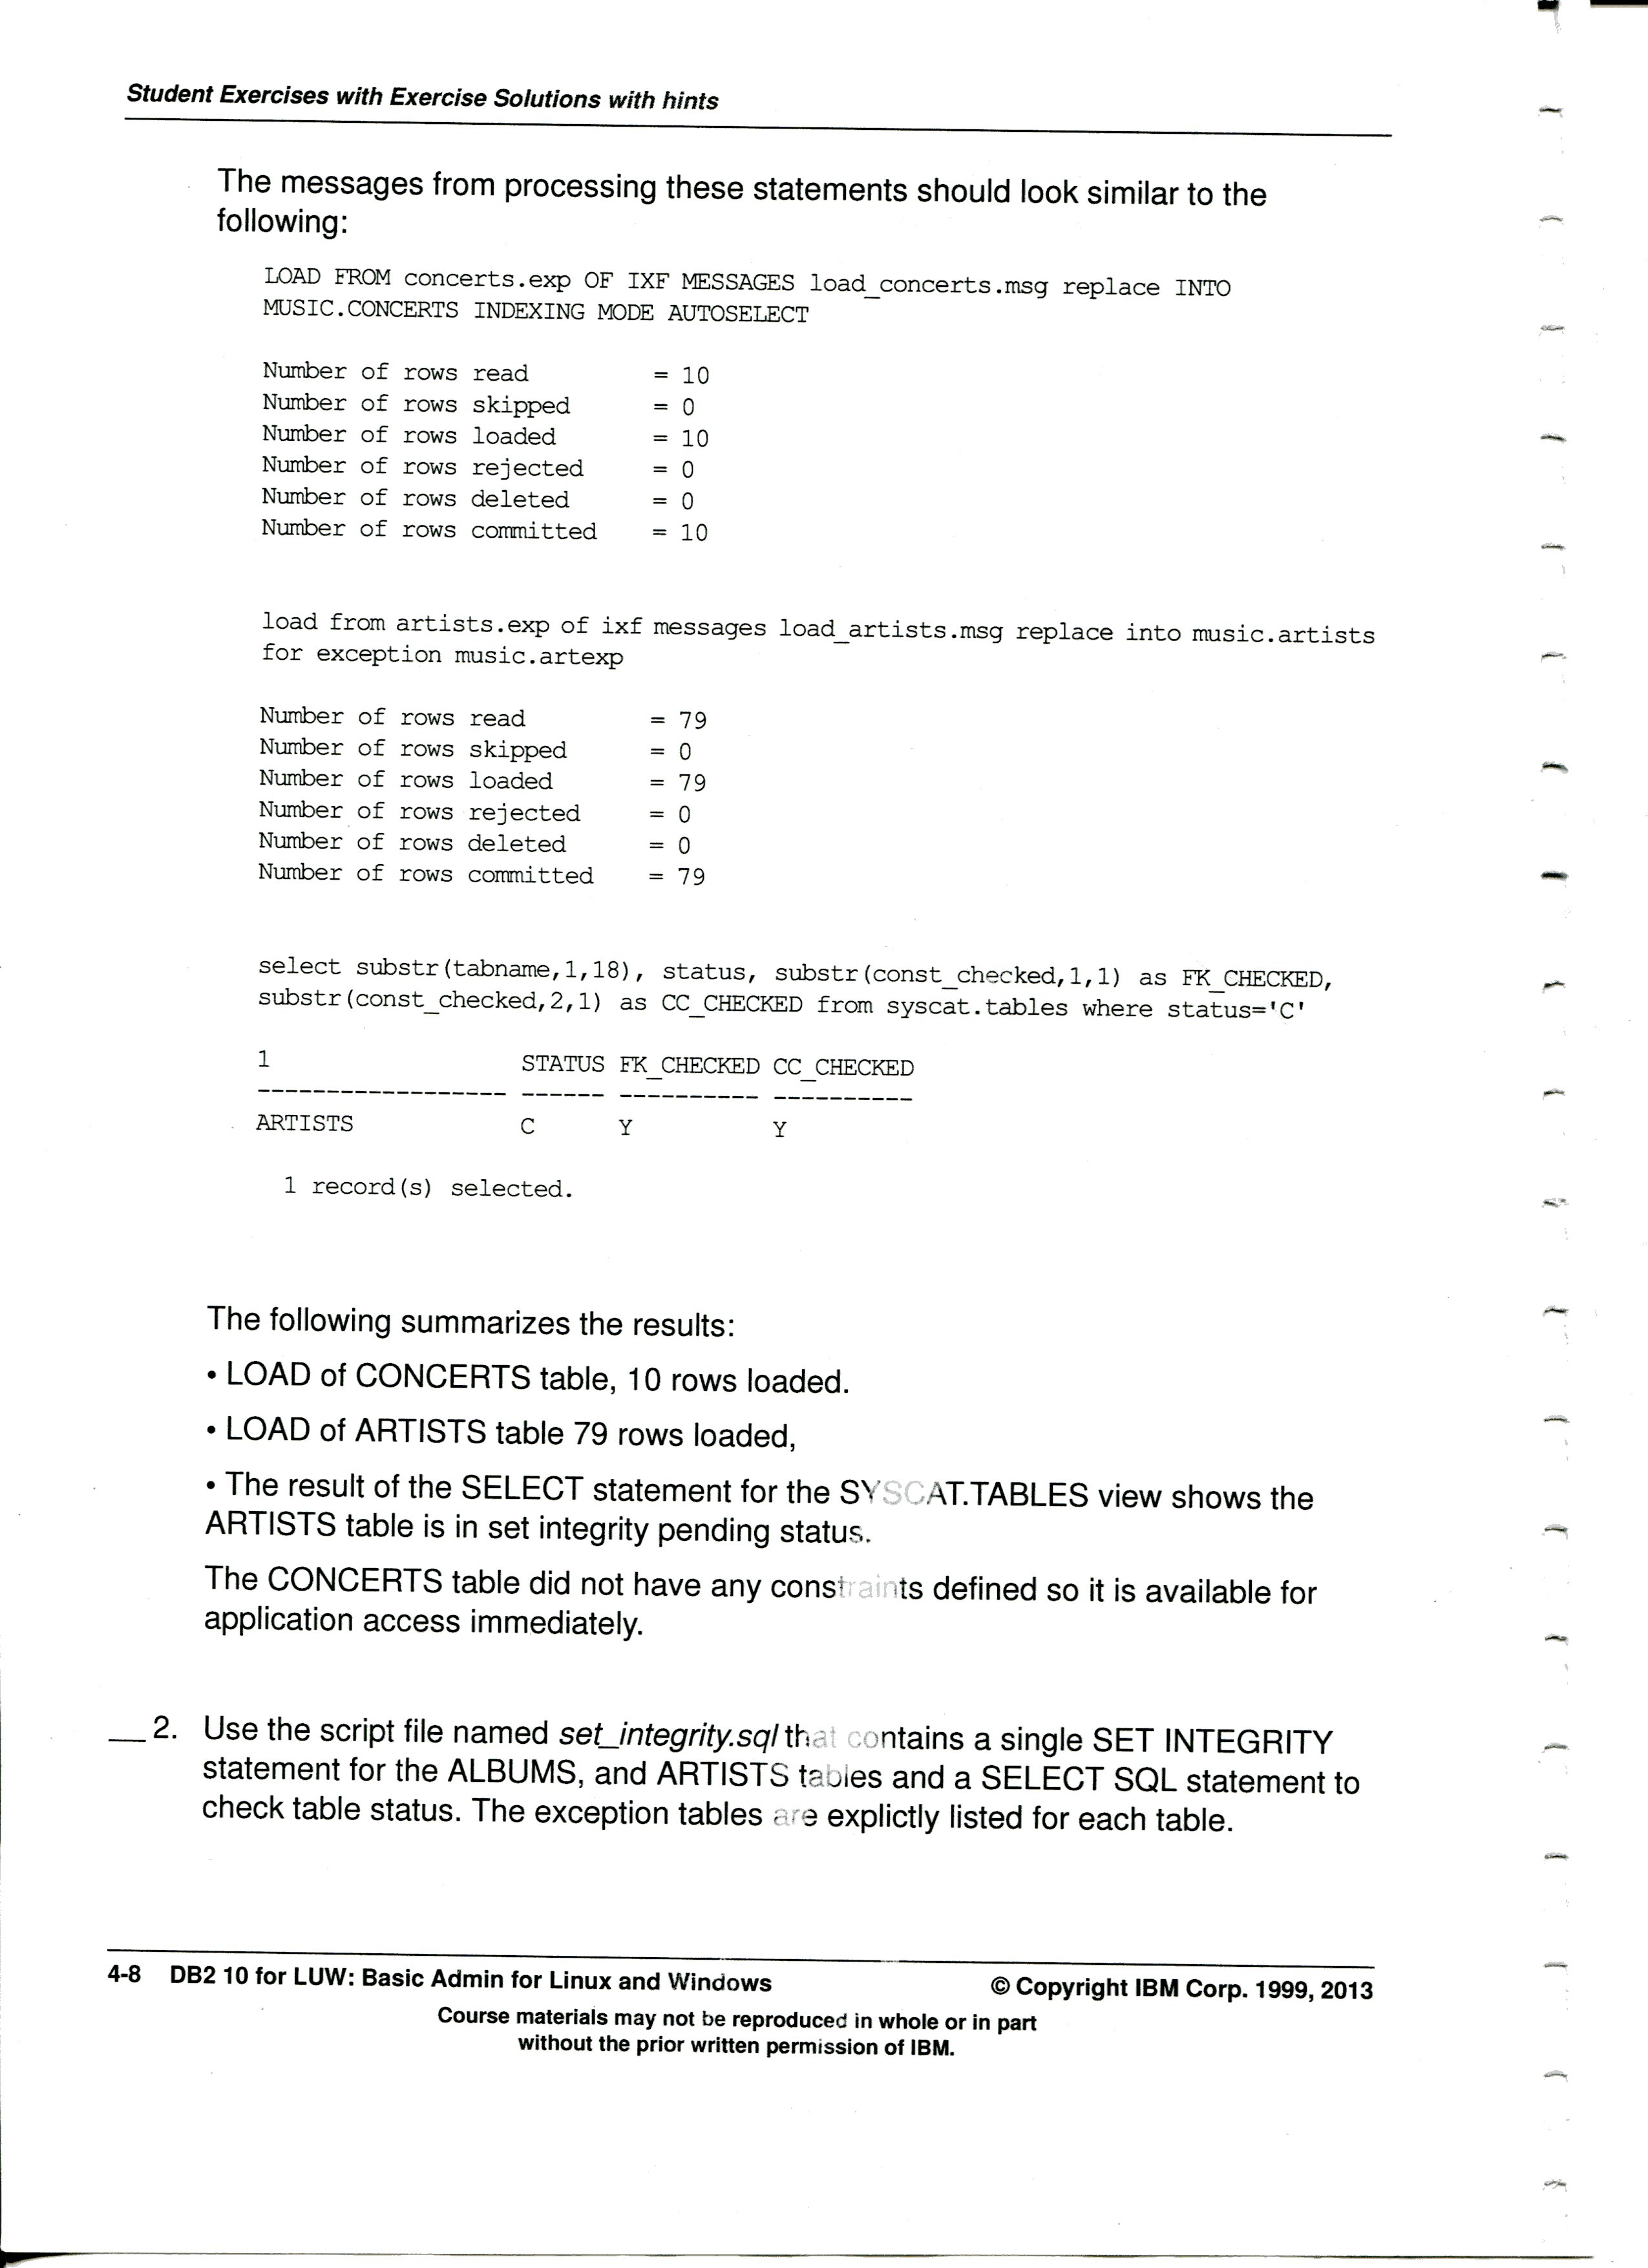 Student Exercises with Exercise Solutions with hints
The messages from processing these statements should look similar to the
following:
LOAD FROM concerts.exp OF IXF MESSAGES load_concerts.msg replace INTO
MUSIC.CONCERTS INDEXING MODE AUTOSELECT
Number of rows read = 10
Number of rows skipped = 0
Number of rows loaded = 10
Number of rows rejected = 0
Number of rows deleted = 0
Number of rows committed = 10
load from artists.exp of ixf messages load_artists.msg replace into music.artists
for exception music.artexp
Number of rows read = 79
Number of rows skipped = 0
Number of rows loaded = 79
Number of rows rejected = 0
Number of rows deleted = 0
Number of rows committed = 79
select substr(tabname,1,18), status, substr(const_checked,1,1) as FK_CHECKED,
substr(const_checked,2,1) as CC_CHECKED from syscat.tables where status='C'
1 STATUS FK_CHECKED CC_CHECKED
------------------ ------ ---------- ----------
ARTISTS C Y Y
1 record(s) selected.
The following summarizes the results:
• LOAD of CONCERTS table, 10 rows loaded.
• LOAD of ARTISTS table 79 rows loaded,
• The result of the SELECT statement for the SYSCAT.TABLES view shows the
ARTISTS table is in set integrity pending status.
The CONCERTS table did not have any constraints defined so it is available for
application access immediately.
__ 2. Use the script file named set_integrity.sql that contains a single SET INTEGRITY
statement for the ALBUMS, and ARTISTS tables and a SELECT SQL statement to
check table status. The exception tables are explictly listed for each table.
4-8 DB2 10 for LUW: Basic Admin for Linux and Windows © Copyright IBM Corp. 1999, 2013
Course materials may not be reproduced in whole or in part
without the prior written permission of IBM.